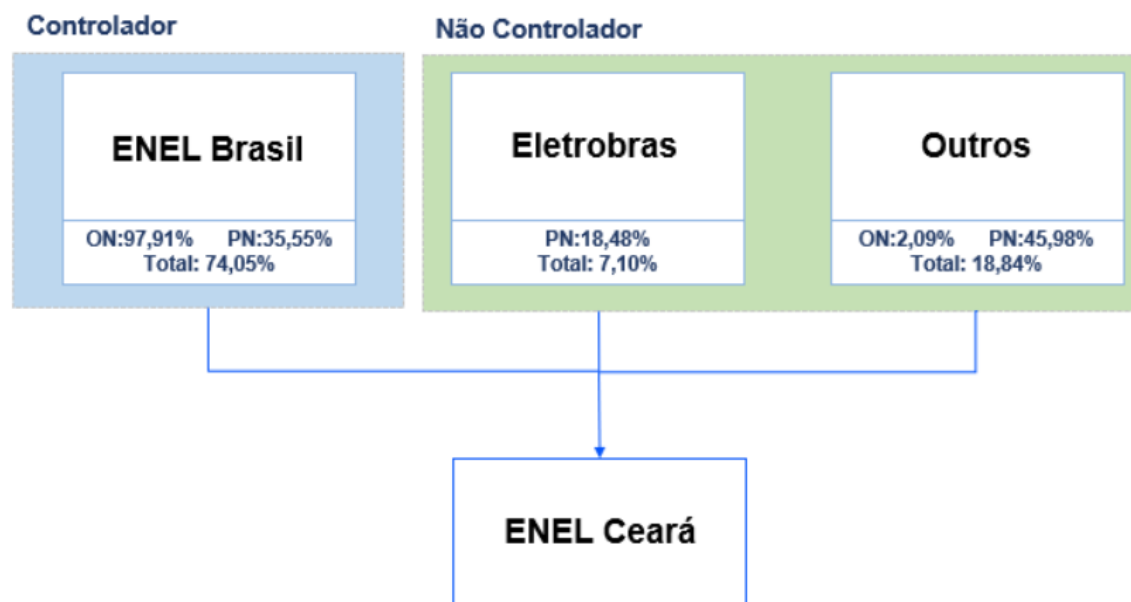 Controlador
Não Controlador
ENEL Brasil
ON:97,91% PN:35,55%
Total: 74,05%
Eletrobras
PN:18,48%
Total: 7,10%
Outros
ON:2,09% PN:45,98%
Total: 18,84%
ENEL Ceará